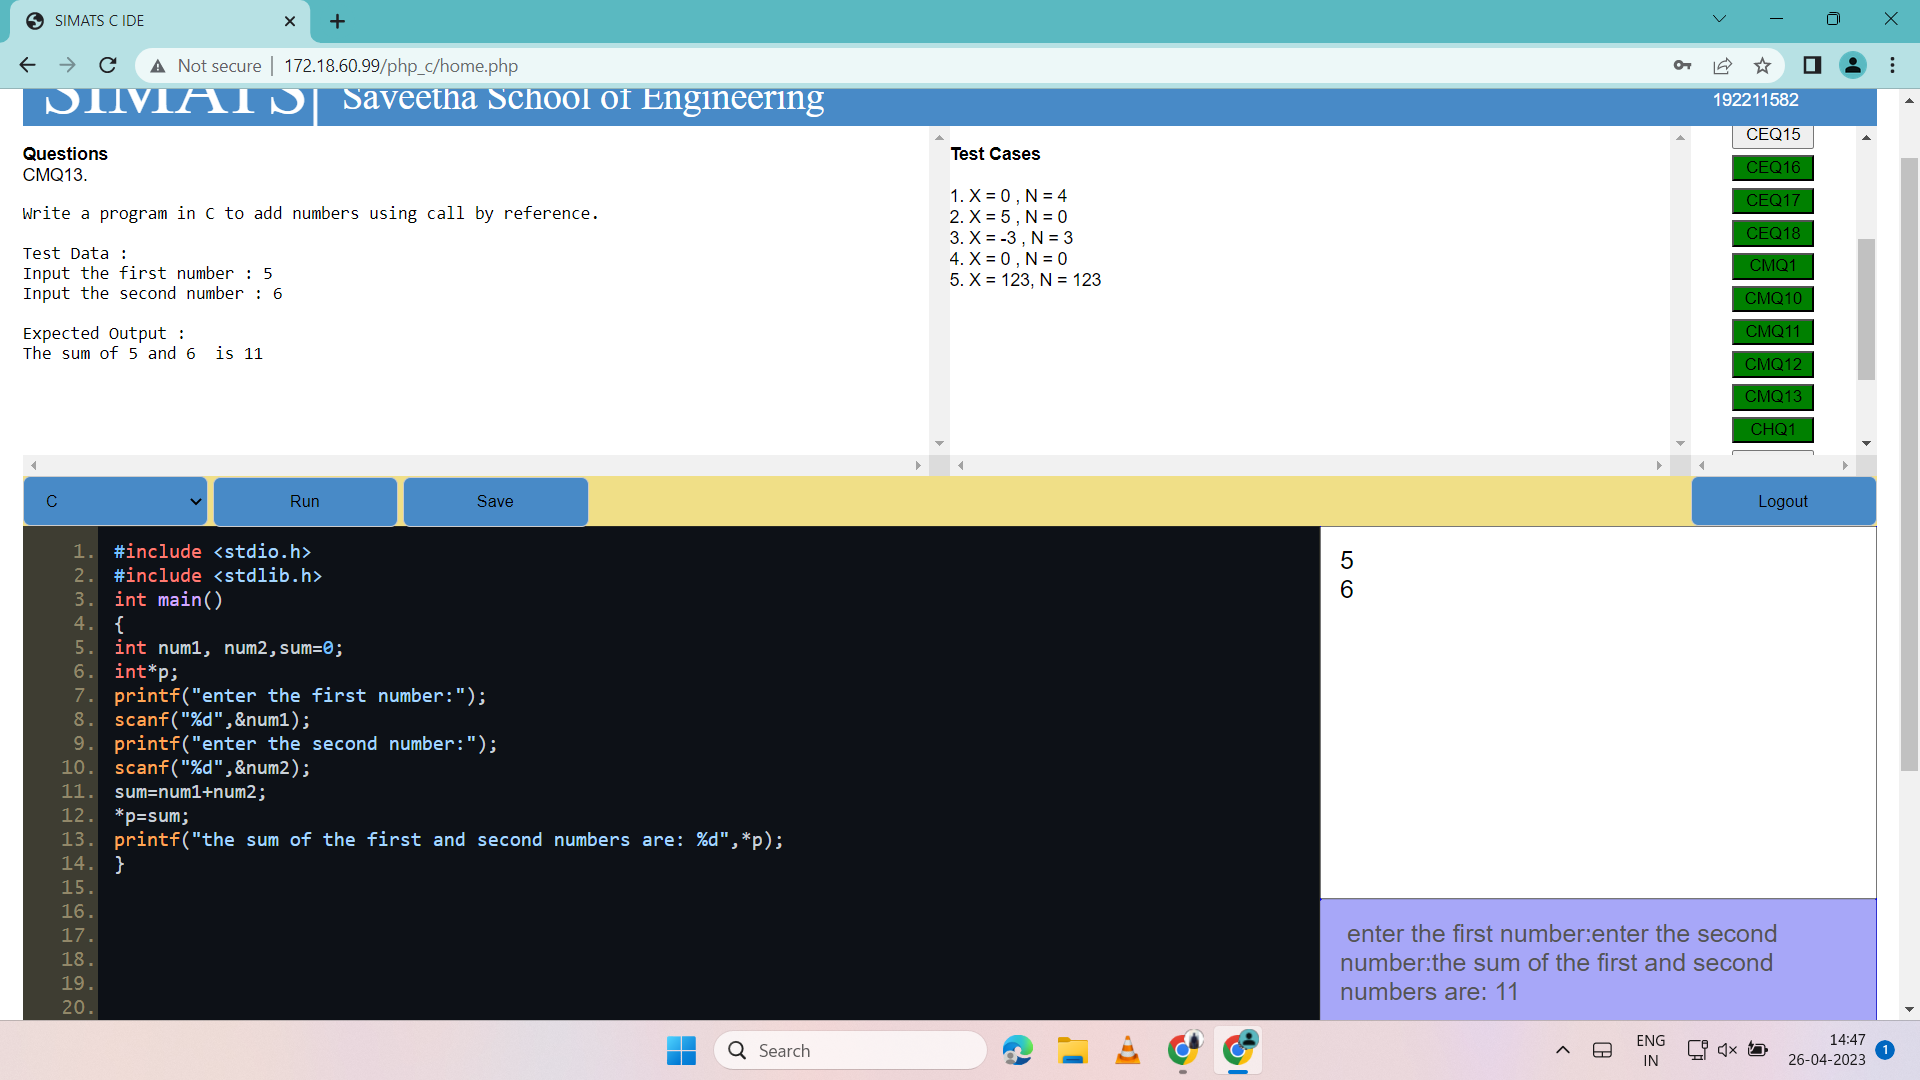 SIMATS C IDE
Not secure | 172.18.60.99/php_c/home.php
SIMATS
Saveetha School of Engineering
192211582
Questions
CMQ13.
Write a program in C to add numbers using call by reference.
Test Data :
Input the first number : 5
Input the second number : 6
Expected Output :
The sum of 5 and 6  is 11
Test Cases
1. X = 0 , N = 4
2. X = 5 , N = 0
3. X = -3 , N = 3
4. X = 0 , N = 0
5. X = 123, N = 123
CEQ15
CEQ16
CEQ17
CEQ18
CMQ1
CMQ10
CMQ11
CMQ12
CMQ13
CHQ1
C
Run
Save
Logout
1. #include <stdio.h>
2. #include <stdlib.h>
3. int main()
4. {
5. int num1, num2,sum=0;
6. int*p;
7. printf("enter the first number:");
8. scanf("%d",&num1);
9. printf("enter the second number:");
10. scanf("%d",&num2);
11. sum=num1+num2;
12. *p=sum;
13. printf("the sum of the first and second numbers are: %d",*p);
14. }
15.
16.
17.
18.
19.
20.
5
6
enter the first number:enter the second
number:the sum of the first and second
numbers are: 11
Search
ENG
IN
14:47
26-04-2023
1